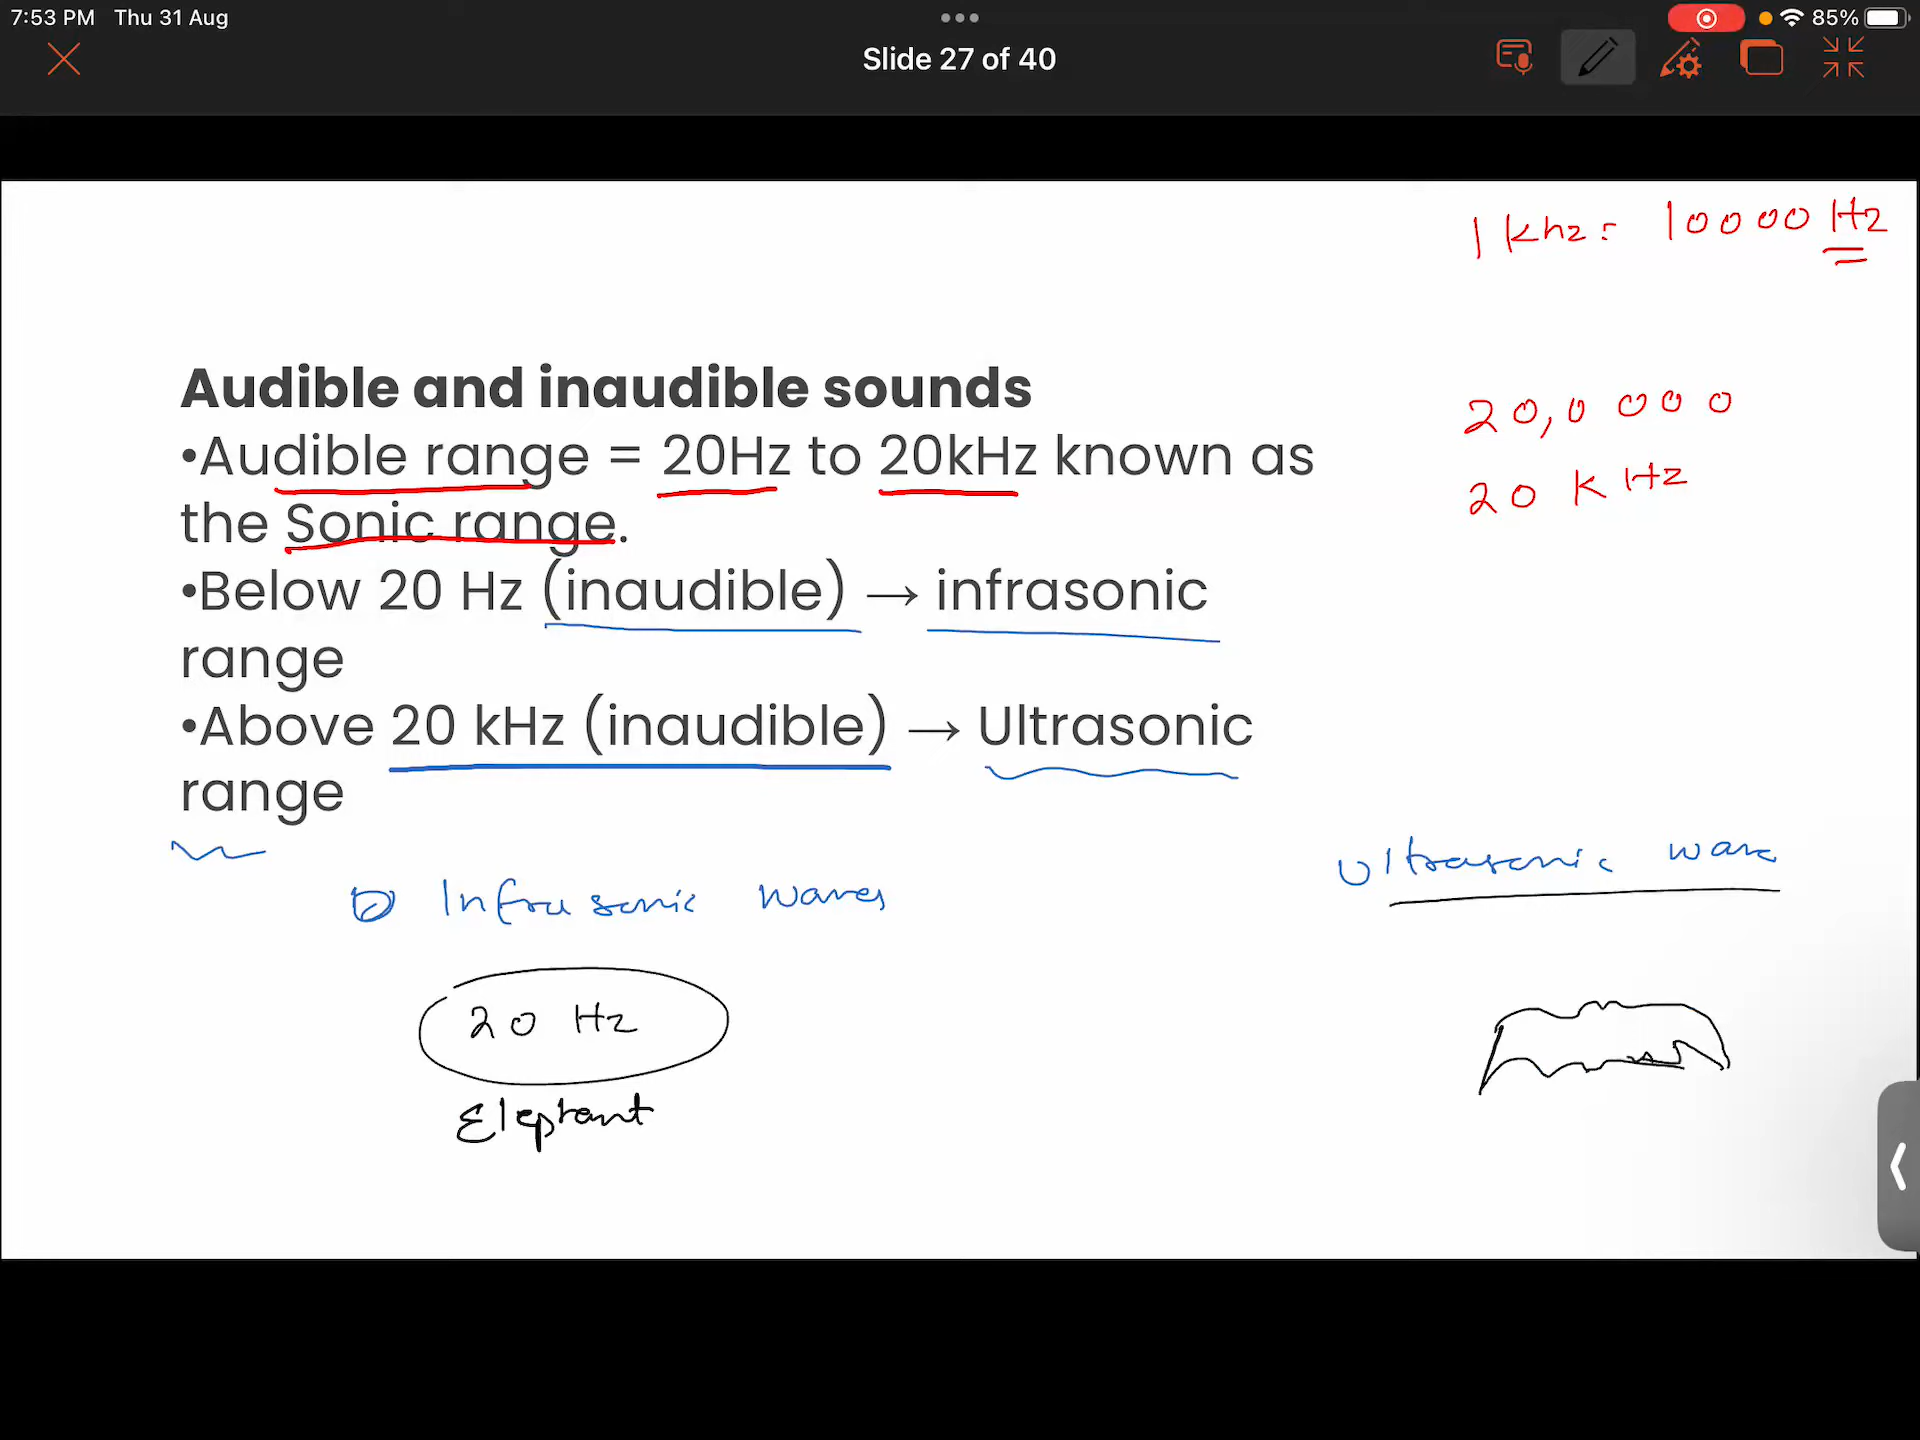 7:53 PM Thu 31 Aug
85%
Slide 27 of 40
1 khz = 10000 Hz
Audible and inaudible sounds
•Audible range = 20Hz to 20kHz known as
the Sonic range.
20,0000
20 K Hz
•Below 20 Hz (inaudible) → infrasonic
range
•Above 20 kHz (inaudible) → Ultrasonic
range
Infrasonic waves
Ultrasonic wave
20 Hz
Elephant